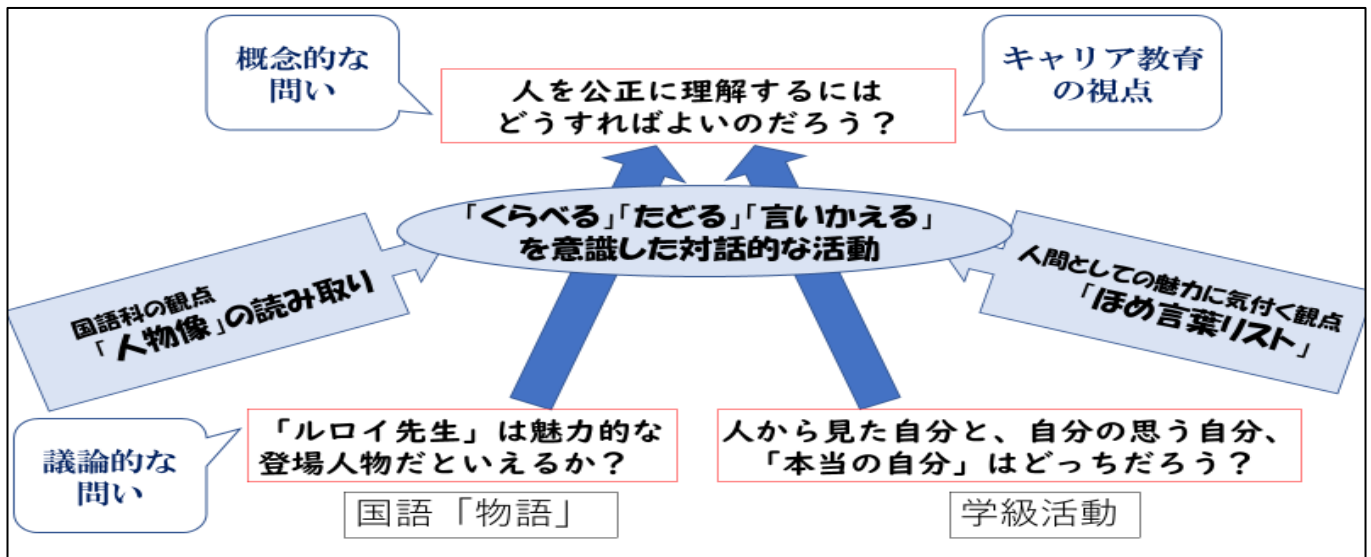 概念的な
問い
キャリア教育
の視点
人を公正に理解するには
どうすればよいのだろう？
「くらべる」「たどる」「言いかえる」
を意識した対話的な活動
国語科の観点
「人物像」の読み取り
人間としての魅力に気付く観点
「ほめ言葉リスト」
議論的な
問い
「ルロイ先生」は魅力的な
登場人物だといえるか？
人から見た自分と、自分の思う自分、
「本当の自分」はどっちだろう？
国語「物語」
学級活動